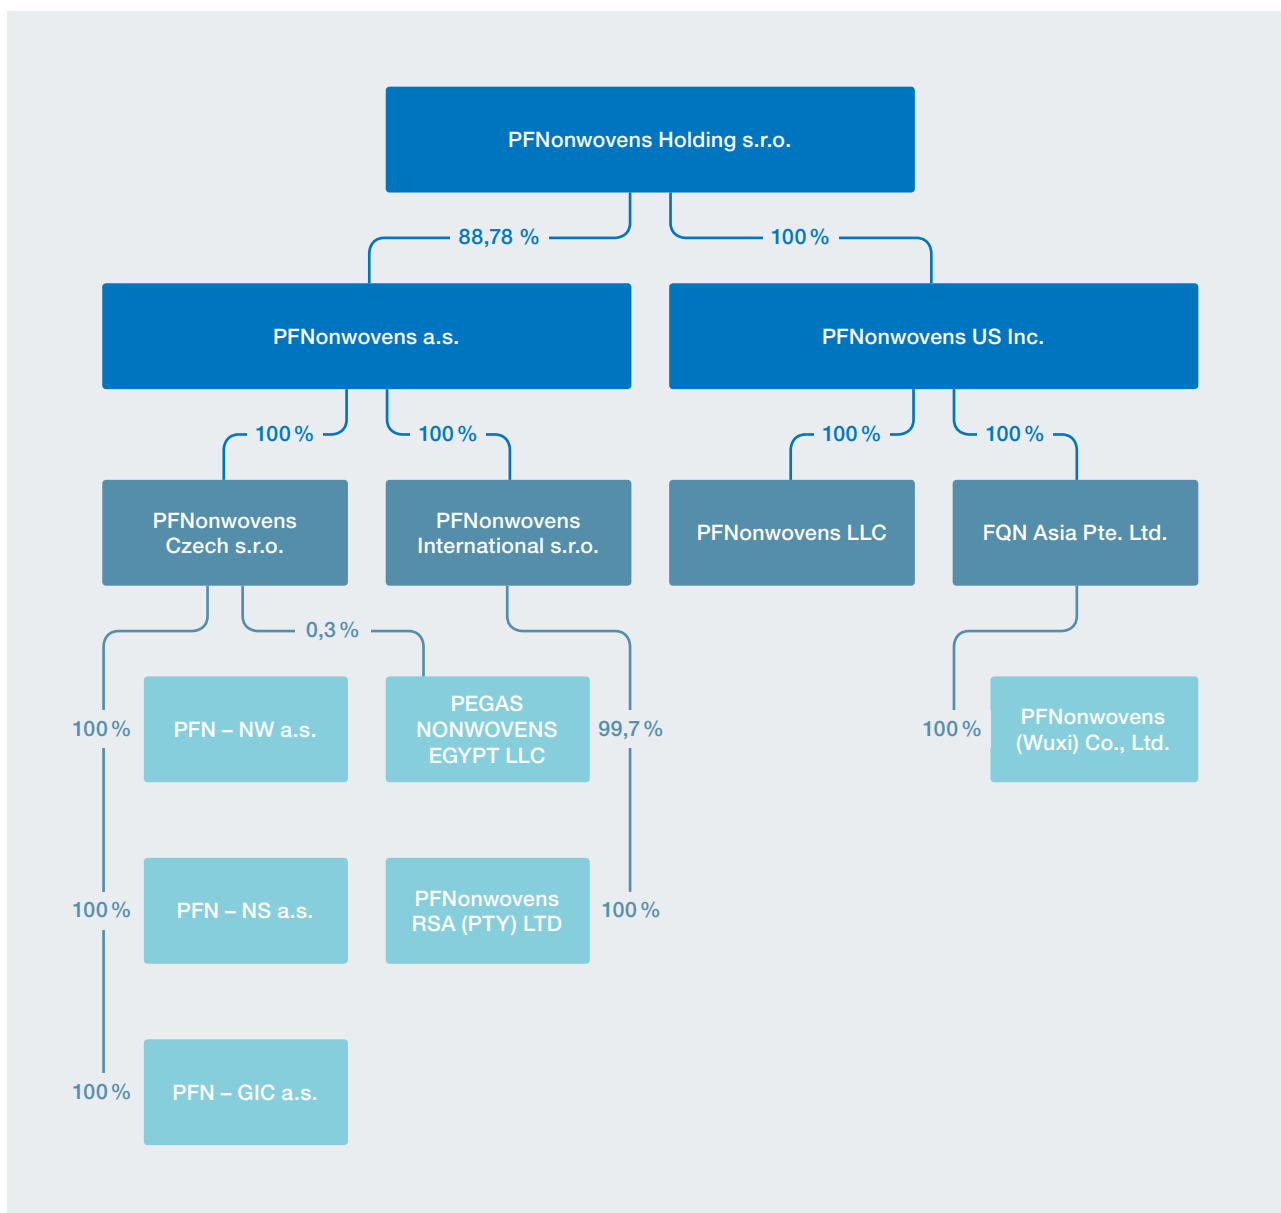 PFNonwovens Holding s.r.o.
88,78 %
100 %
PFNonwovens a.s.
PFNonwovens US Inc.
100 %
100 %
100 %
100 %
PFNonwovens
Czech s.r.o.
PFNonwovens
International s.r.o.
PFNonwovens LLC
FQN Asia Pte. Ltd.
0,3 %
100 %
PFN – NW a.s.
PEGAS
NONWOVENS
EGYPT LLC
99,7 %
100 %
PFNonwovens
(Wuxi) Co., Ltd.
100 %
PFN – NS a.s.
PFNonwovens
RSA (PTY) LTD
100 %
100 %
PFN – GIC a.s.